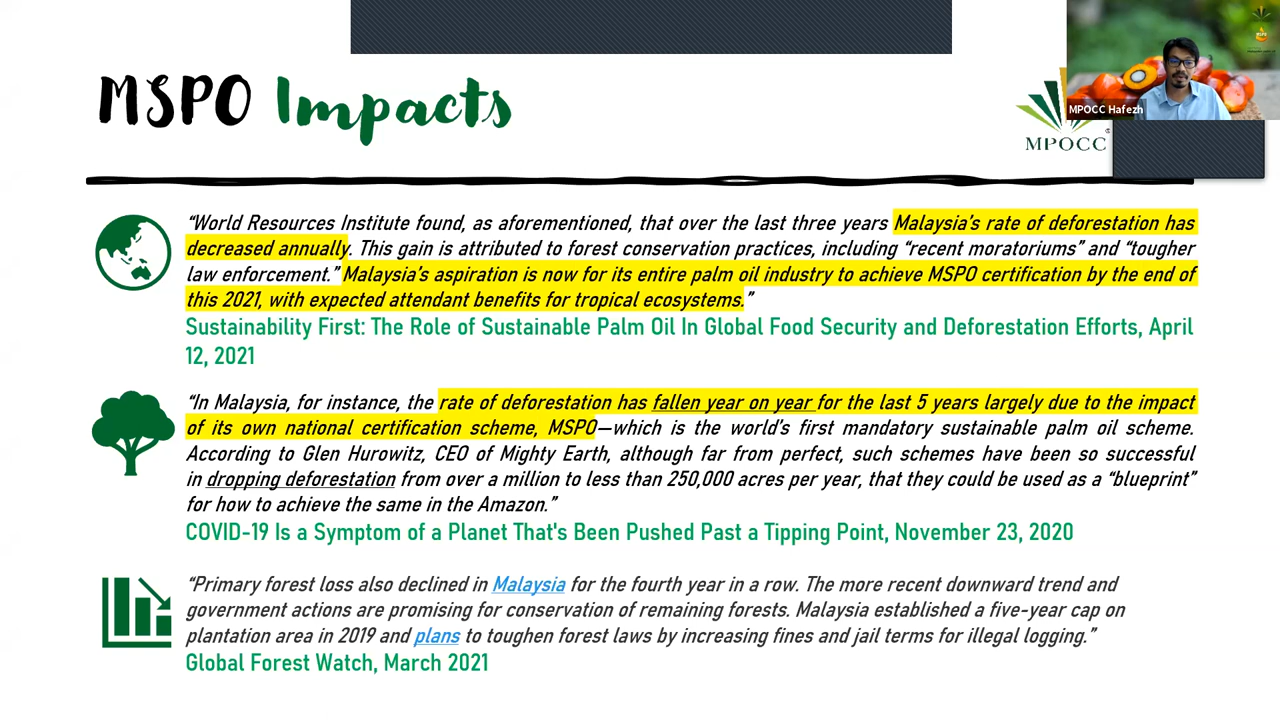 MSPO Impacts
MPOCC Hafezh
MPOCC
“World Resources Institute found, as aforementioned, that over the last three years Malaysia’s rate of deforestation has
decreased annually. This gain is attributed to forest conservation practices, including “recent moratoriums” and “tougher
law enforcement.” Malaysia’s aspiration is now for its entire palm oil industry to achieve MSPO certification by the end of
this 2021, with expected attendant benefits for tropical ecosystems.”
Sustainability First: The Role of Sustainable Palm Oil In Global Food Security and Deforestation Efforts, April
12, 2021
“In Malaysia, for instance, the rate of deforestation has fallen year on year for the last 5 years largely due to the impact
of its own national certification scheme, MSPO—which is the world’s first mandatory sustainable palm oil scheme.
According to Glen Hurowitz, CEO of Mighty Earth, although far from perfect, such schemes have been so successful
in dropping deforestation from over a million to less than 250,000 acres per year, that they could be used as a “blueprint”
for how to achieve the same in the Amazon.”
COVID-19 Is a Symptom of a Planet That's Been Pushed Past a Tipping Point, November 23, 2020
“Primary forest loss also declined in Malaysia for the fourth year in a row. The more recent downward trend and
government actions are promising for conservation of remaining forests. Malaysia established a five-year cap on
plantation area in 2019 and plans to toughen forest laws by increasing fines and jail terms for illegal logging.”
Global Forest Watch, March 2021